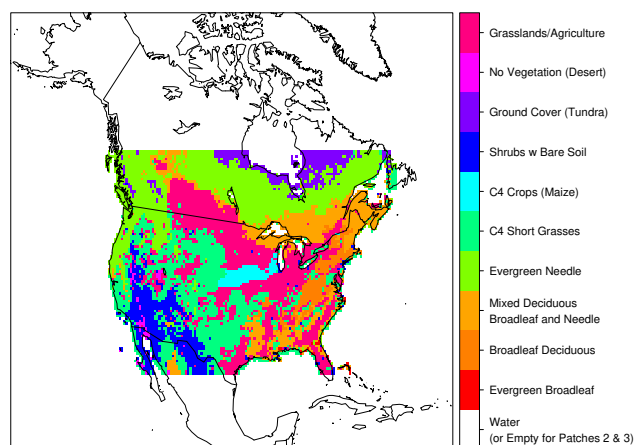 Grasslands/Agriculture
No Vegetation (Desert)
Ground Cover (Tundra)
Shrubs w Bare Soil
C4 Crops (Maize)
C4 Short Grasses
Evergreen Needle
Mixed Deciduous
Broadleaf and Needle
Broadleaf Deciduous
Evergreen Broadleaf
Water
(or Empty for Patches 2 & 3)